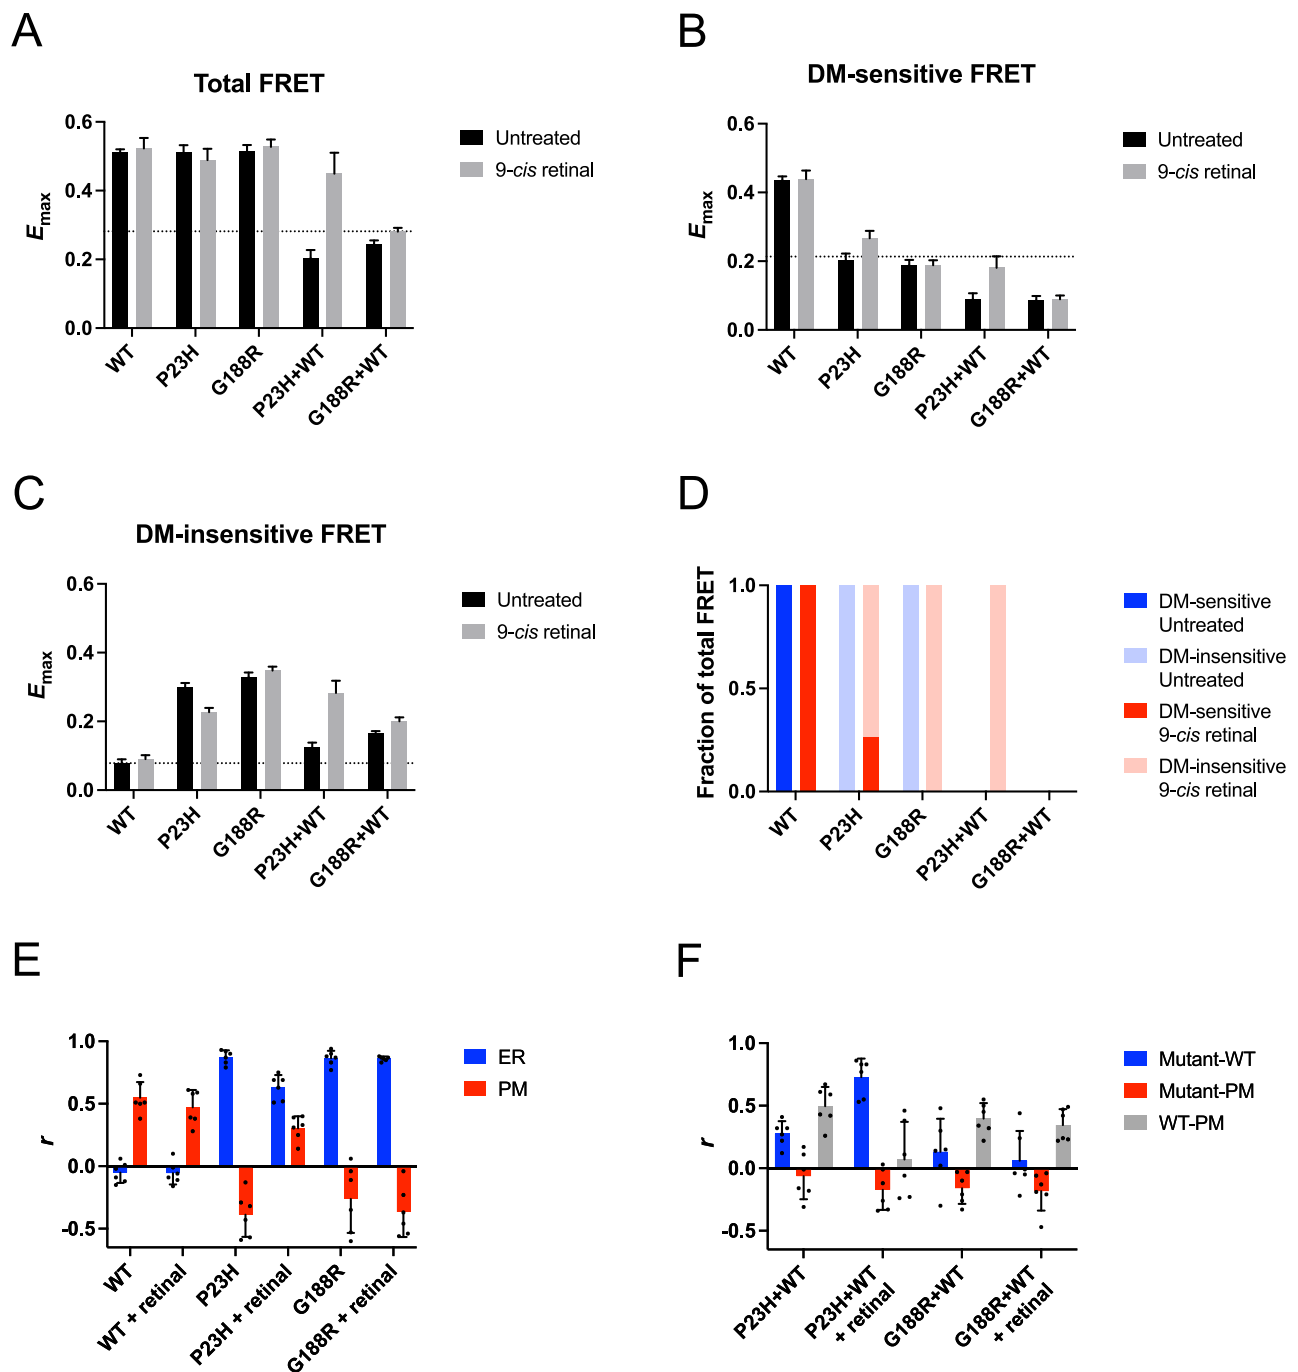 A
Total FRET
0.6
0.4
0.2
0.0
Emax
WT
P23H
G188R
P23H+WT
G188R+WT
Untreated
9-cis retinal
B
DM-sensitive FRET
0.6
0.4
0.2
0.0
Emax
WT
P23H
G188R
P23H+WT
G188R+WT
Untreated
9-cis retinal
C
DM-insensitive FRET
0.6
0.4
0.2
0.0
Emax
WT
P23H
G188R
P23H+WT
G188R+WT
Untreated
9-cis retinal
D
1.0
0.5
0.0
Fraction of total FRET
WT
P23H
G188R
P23H+WT
G188R+WT
DM-sensitive
Untreated
DM-insensitive
Untreated
DM-sensitive
9-cis retinal
DM-insensitive
9-cis retinal
E
1.0
0.5
0.0
-0.5
r
WT
WT + retinal
P23H
P23H + retinal
G188R
G188R + retinal
ER
PM
F
1.0
0.5
0.0
-0.5
r
P23H+WT
P23H+WT
+ retinal
G188R+WT
G188R+WT
+ retinal
Mutant-WT
Mutant-PM
WT-PM